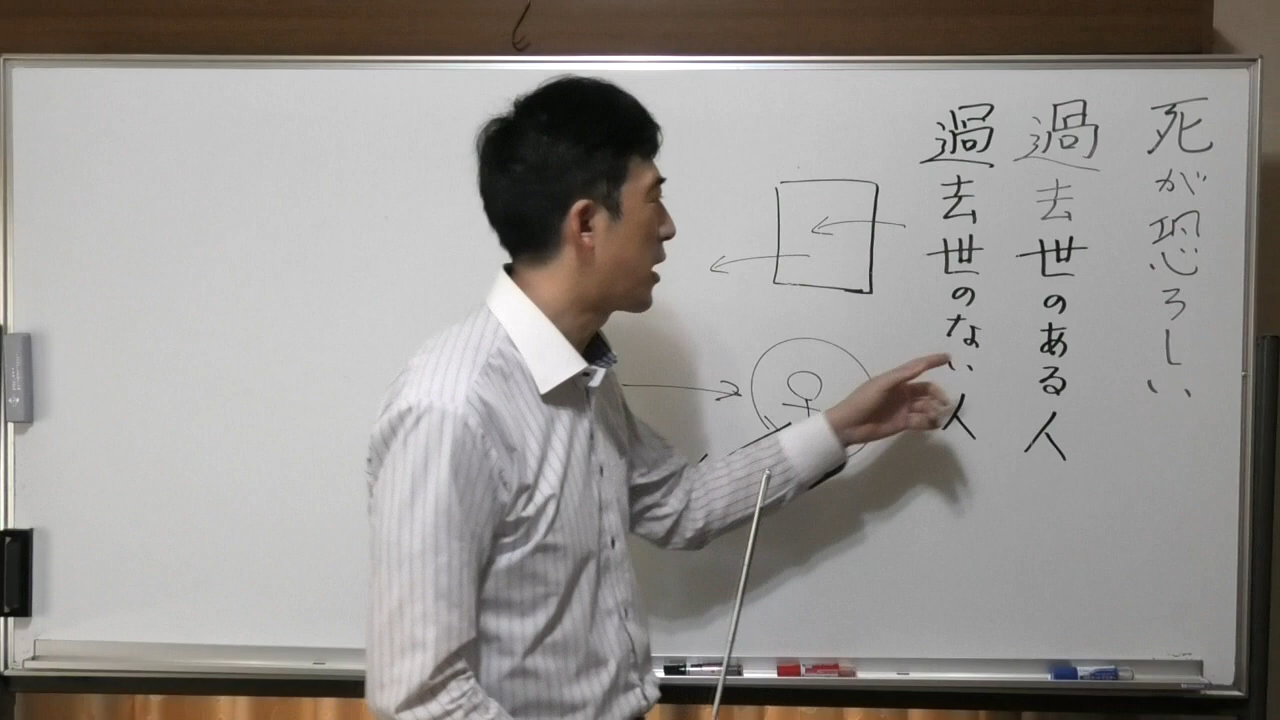 死が恐ろしい
過去世のある人
過去世のない人